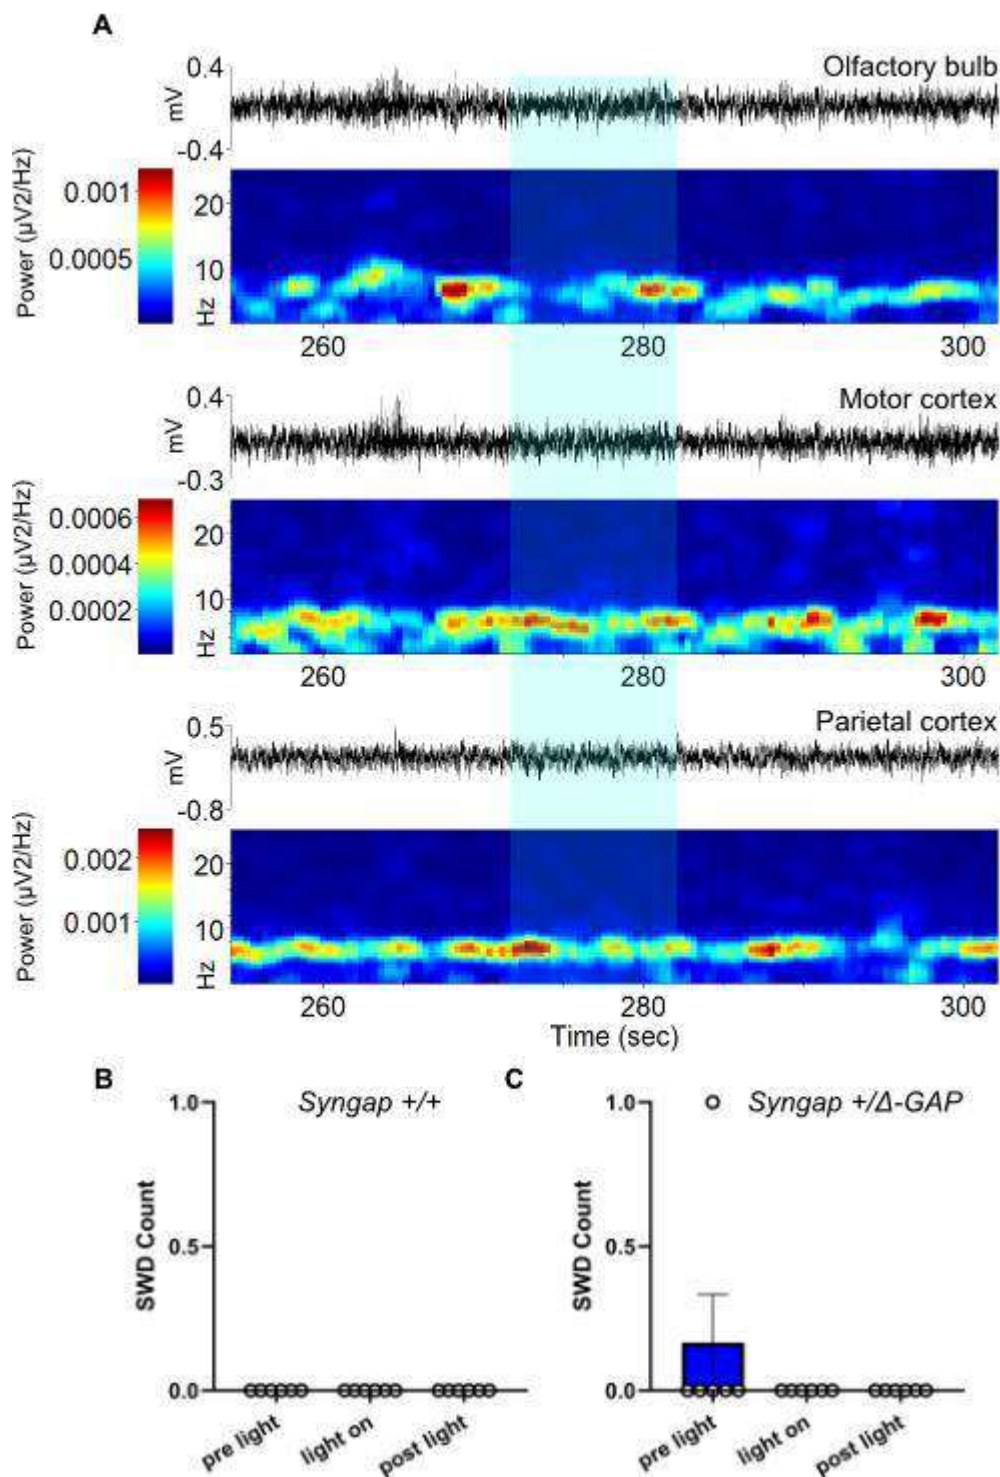 A
Olfactory bulb
0.4
mV
-0.4
Power (µV2/Hz)
0.001
0.0005
20
10
Hz
260
280
300
Motor cortex
0.4
mV
-0.3
Power (µV2/Hz)
0.0006
0.0004
0.0002
20
10
Hz
260
280
300
Parietal cortex
0.5
mV
-0.8
Power (µV2/Hz)
0.002
0.001
20
10
Hz
260
280
300
Time (sec)
B
Syngap +/+
1.0
0.5
0.0
SWD Count
pre light
light on
post light
C
Syngap +/Δ-GAP
1.0
0.5
0.0
SWD Count
pre light
light on
post light